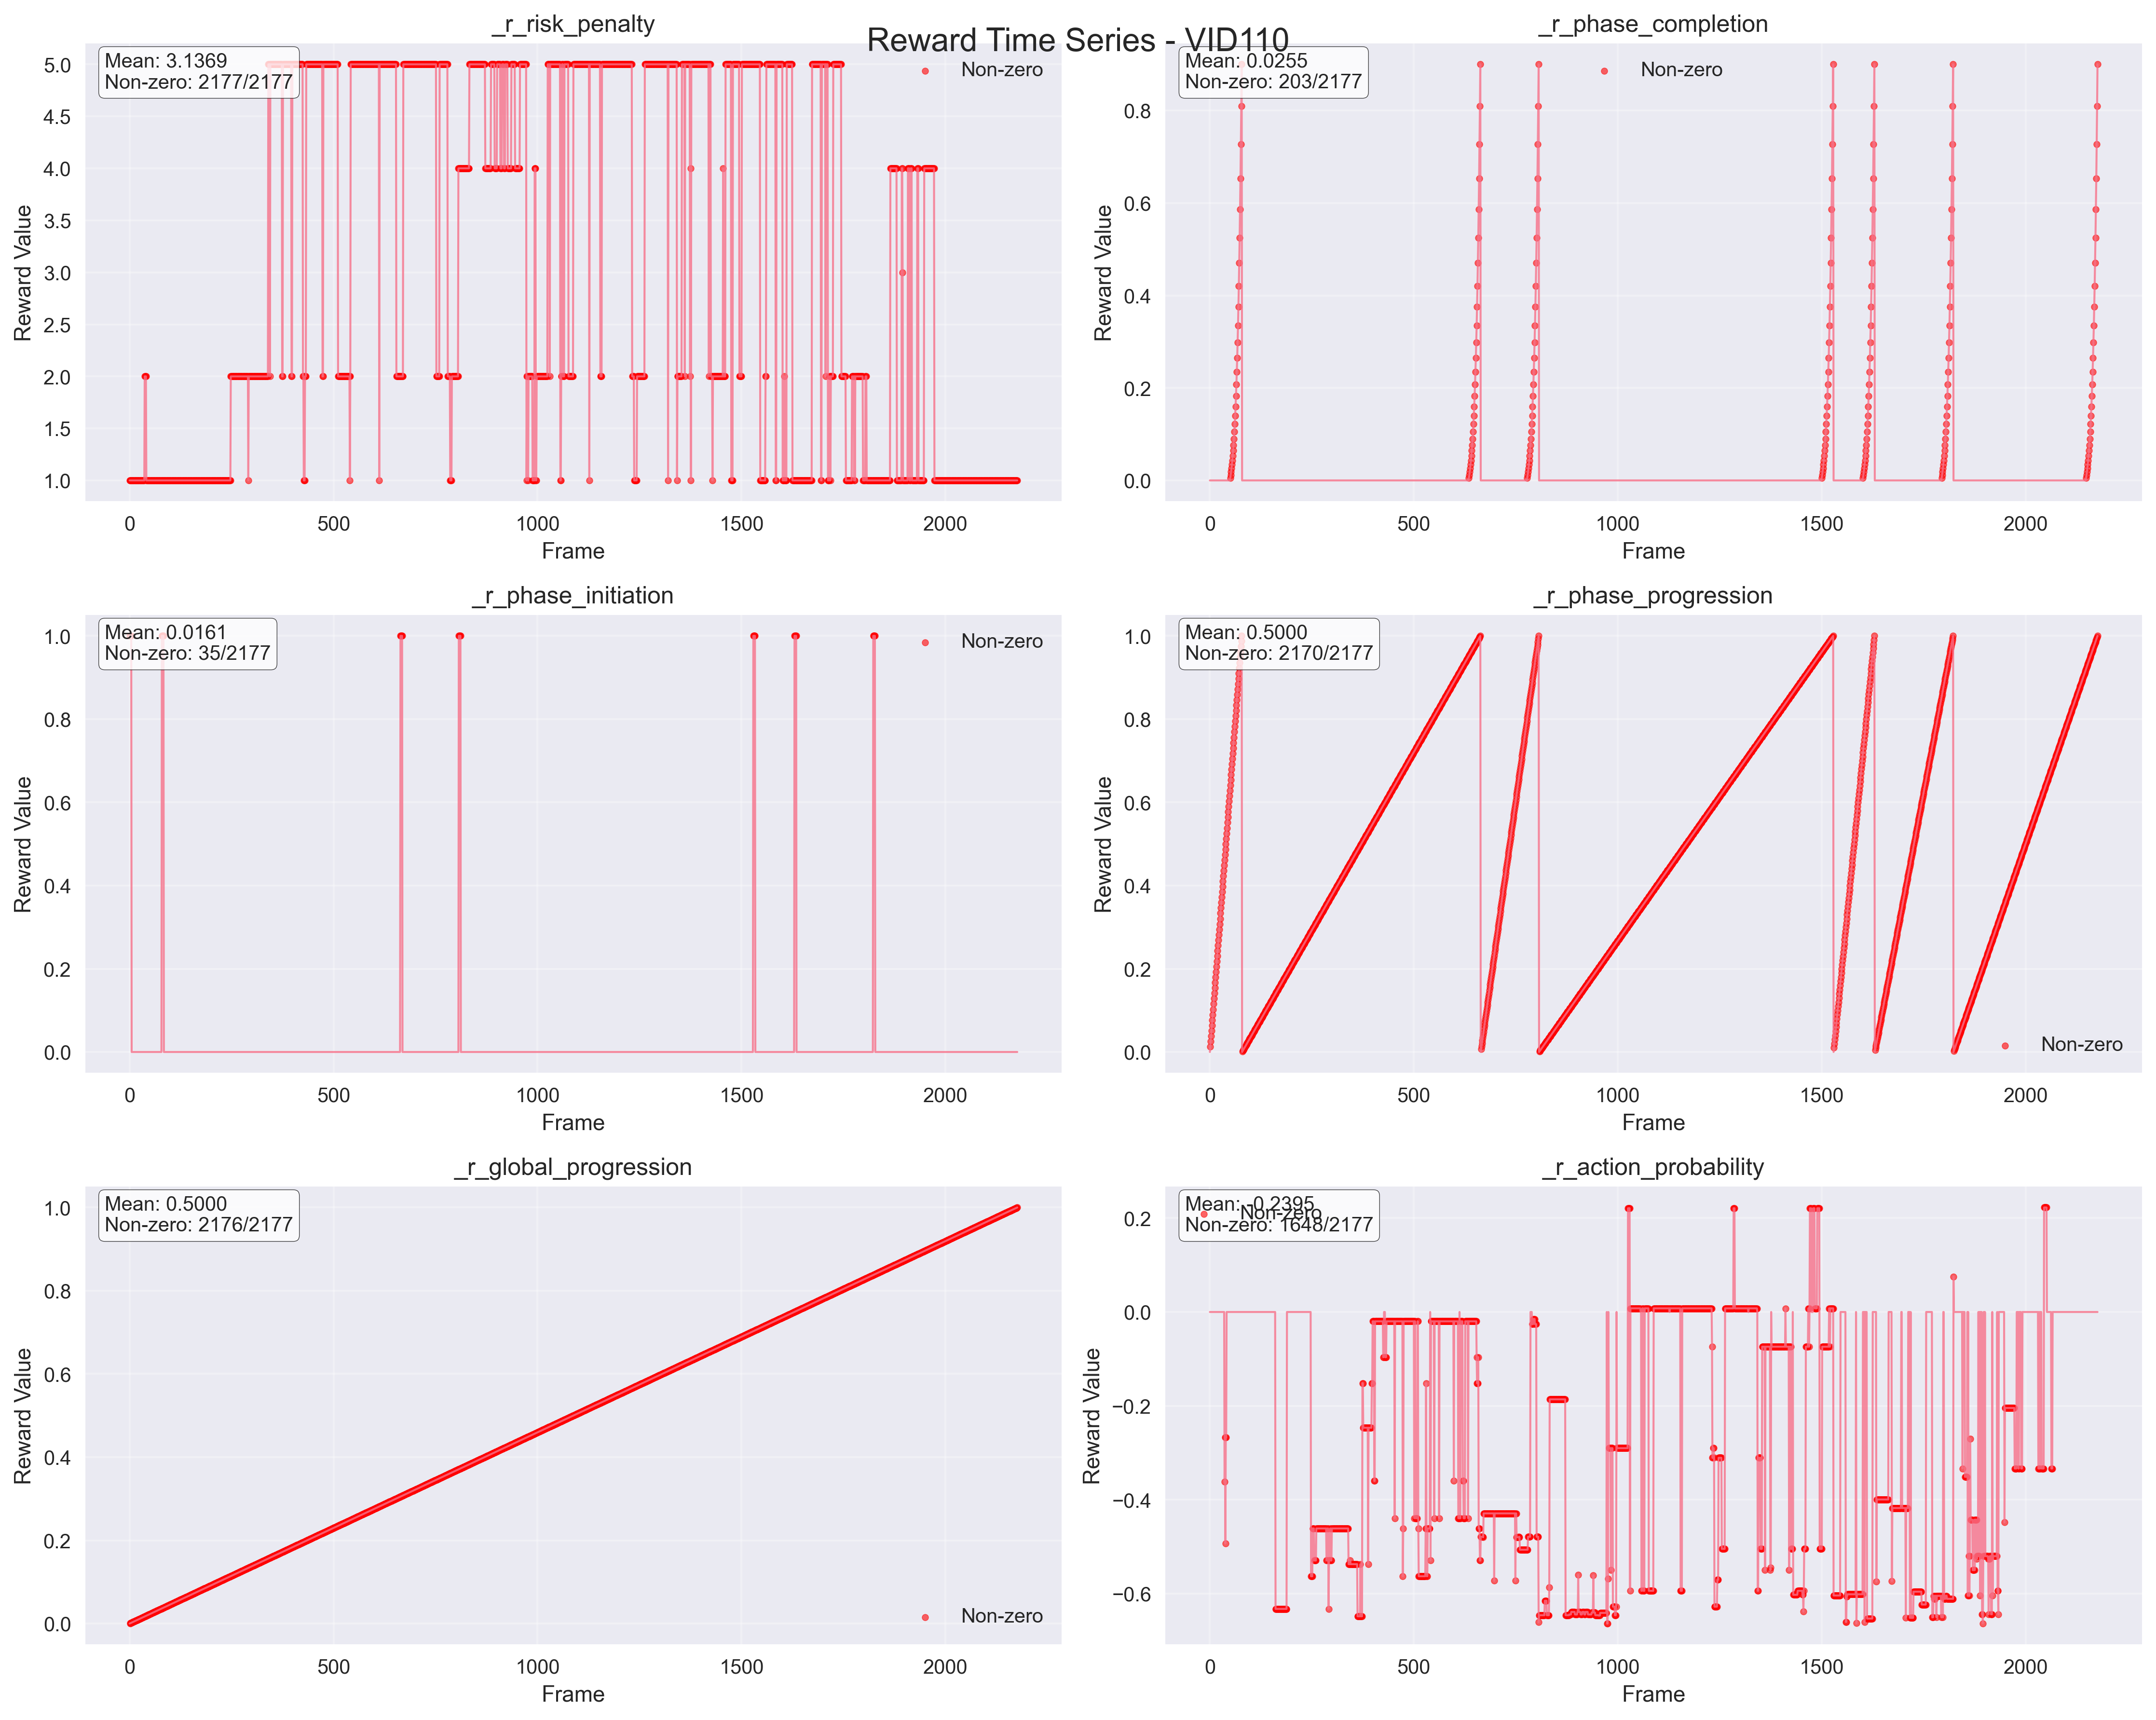 Reward Time Series - VID110
_r_risk_penalty
Mean: 3.1369
Non-zero: 2177/2177
Non-zero
Reward Value
5.0
4.5
4.0
3.5
3.0
2.5
2.0
1.5
1.0
0 500 1000 1500 2000
Frame
_r_phase_completion
Mean: 0.0255
Non-zero: 203/2177
Non-zero
Reward Value
0.8
0.6
0.4
0.2
0.0
0 500 1000 1500 2000
Frame
_r_phase_initiation
Mean: 0.0161
Non-zero: 35/2177
Non-zero
Reward Value
1.0
0.8
0.6
0.4
0.2
0.0
0 500 1000 1500 2000
Frame
_r_phase_progression
Mean: 0.5000
Non-zero: 2170/2177
Non-zero
Reward Value
1.0
0.8
0.6
0.4
0.2
0.0
0 500 1000 1500 2000
Frame
_r_global_progression
Mean: 0.5000
Non-zero: 2176/2177
Non-zero
Reward Value
1.0
0.8
0.6
0.4
0.2
0.0
0 500 1000 1500 2000
Frame
_r_action_probability
Mean: -0.2395
Non-zero: 1648/2177
Non-zero
Reward Value
0.2
0.0
−0.2
−0.4
−0.6
0 500 1000 1500 2000
Frame